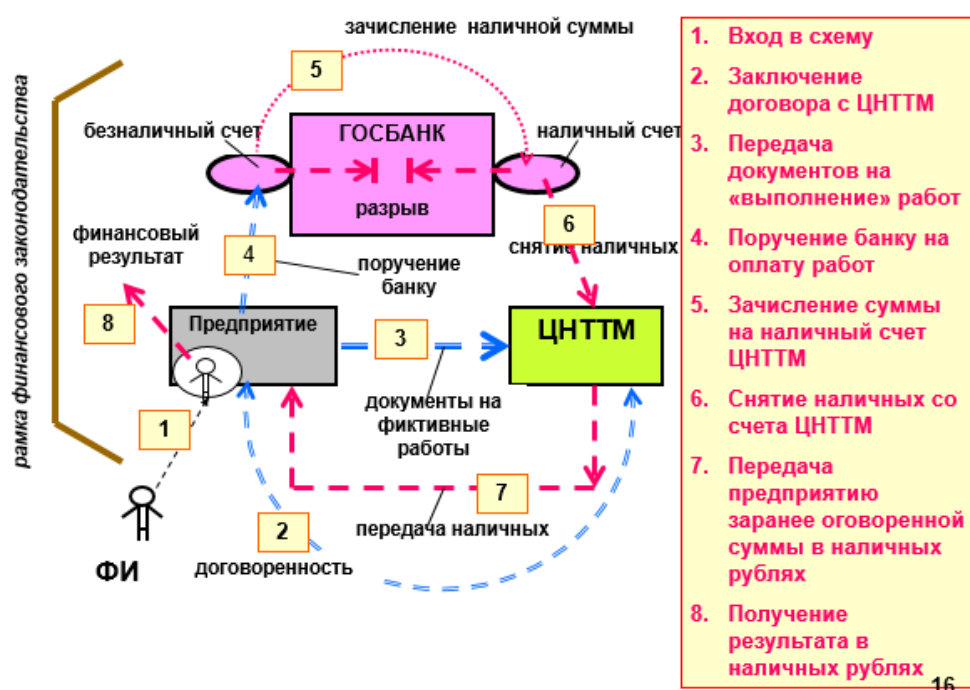 зачисление наличной суммы
5
рамка финансового законодательства
безналичный счет
ГОСБАНК
наличный счет
разрыв
6
финансовый
результат
4
поручение
банку
снятие наличных
8
Предприятие
3
ЦНТТМ
1
документы на
фиктивные
работы
7
2
передача наличных
договоренность
ФИ
1. Вход в схему
2. Заключение
договора с ЦНТТМ
3. Передача
документов на
«выполнение» работ
4. Поручение банку на
оплату работ
5. Зачисление суммы
на наличный счет
ЦНТТМ
6. Снятие наличных со
счета ЦНТТМ
7. Передача
предприятию
заранее оговоренной
суммы в наличных
рублях
8. Получение
результата в
наличных рублях
16